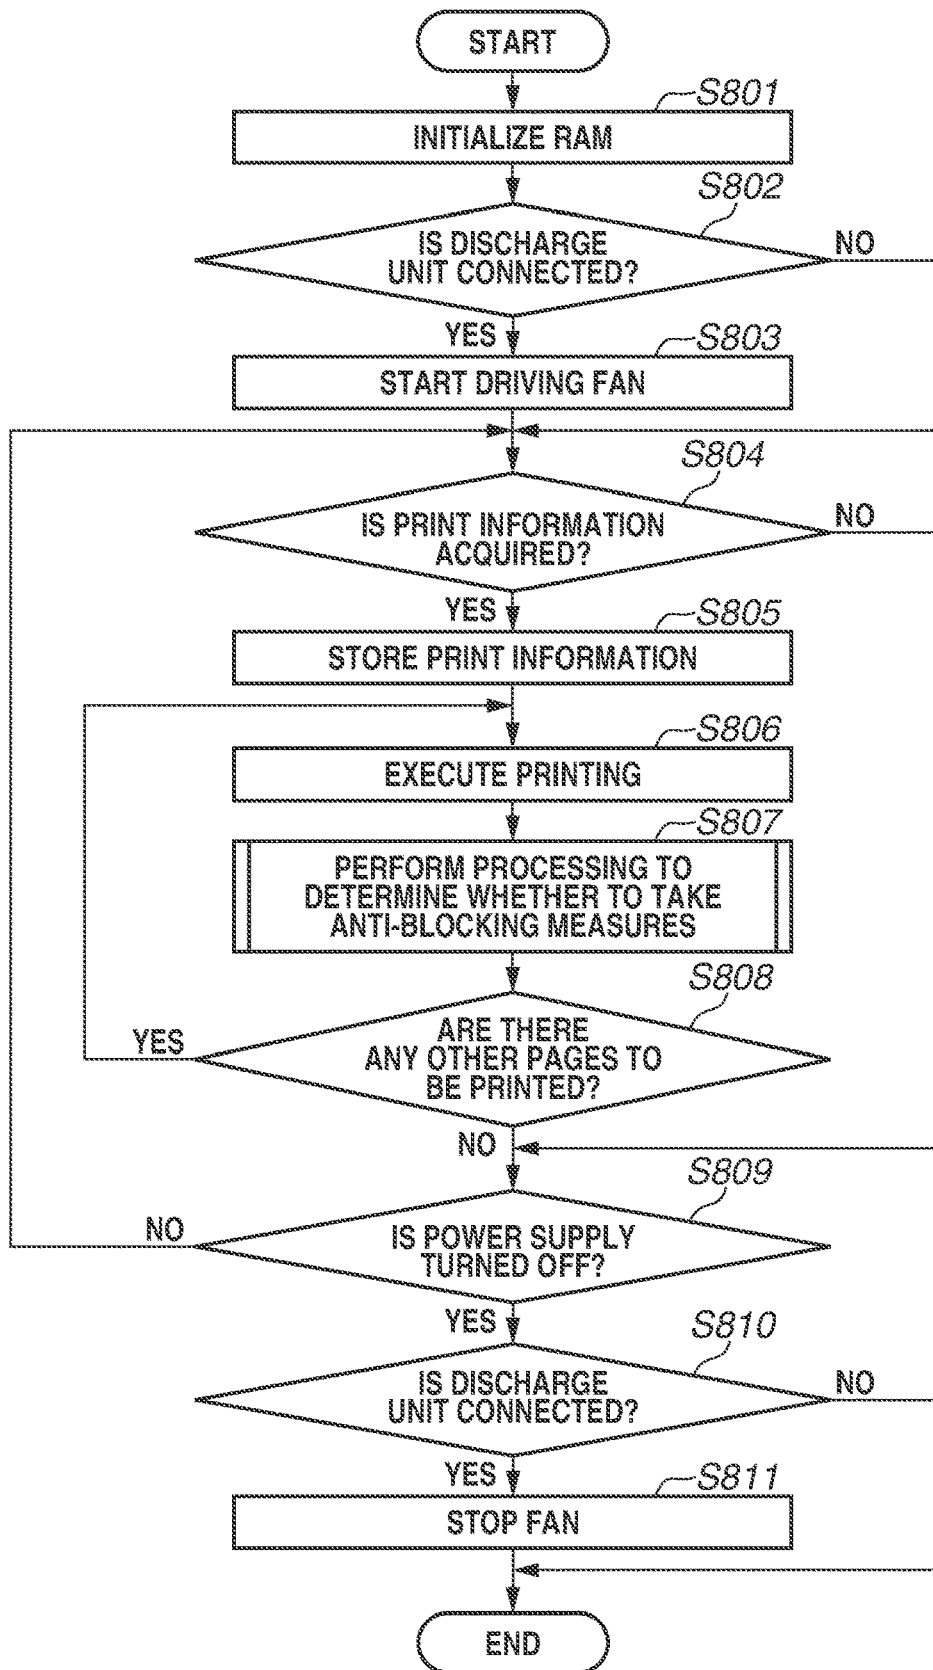 START
S801
INITIALIZE RAM
S802
IS DISCHARGE
UNIT CONNECTED?
NO
YES
S803
START DRIVING FAN
S804
IS PRINT INFORMATION
ACQUIRED?
NO
YES
S805
STORE PRINT INFORMATION
S806
EXECUTE PRINTING
S807
PERFORM PROCESSING TO
DETERMINE WHETHER TO TAKE
ANTI-BLOCKING MEASURES
S808
ARE THERE
ANY OTHER PAGES TO
BE PRINTED?
YES
NO
S809
IS POWER SUPPLY
TURNED OFF?
NO
YES
S810
IS DISCHARGE
UNIT CONNECTED?
NO
YES
S811
STOP FAN
END